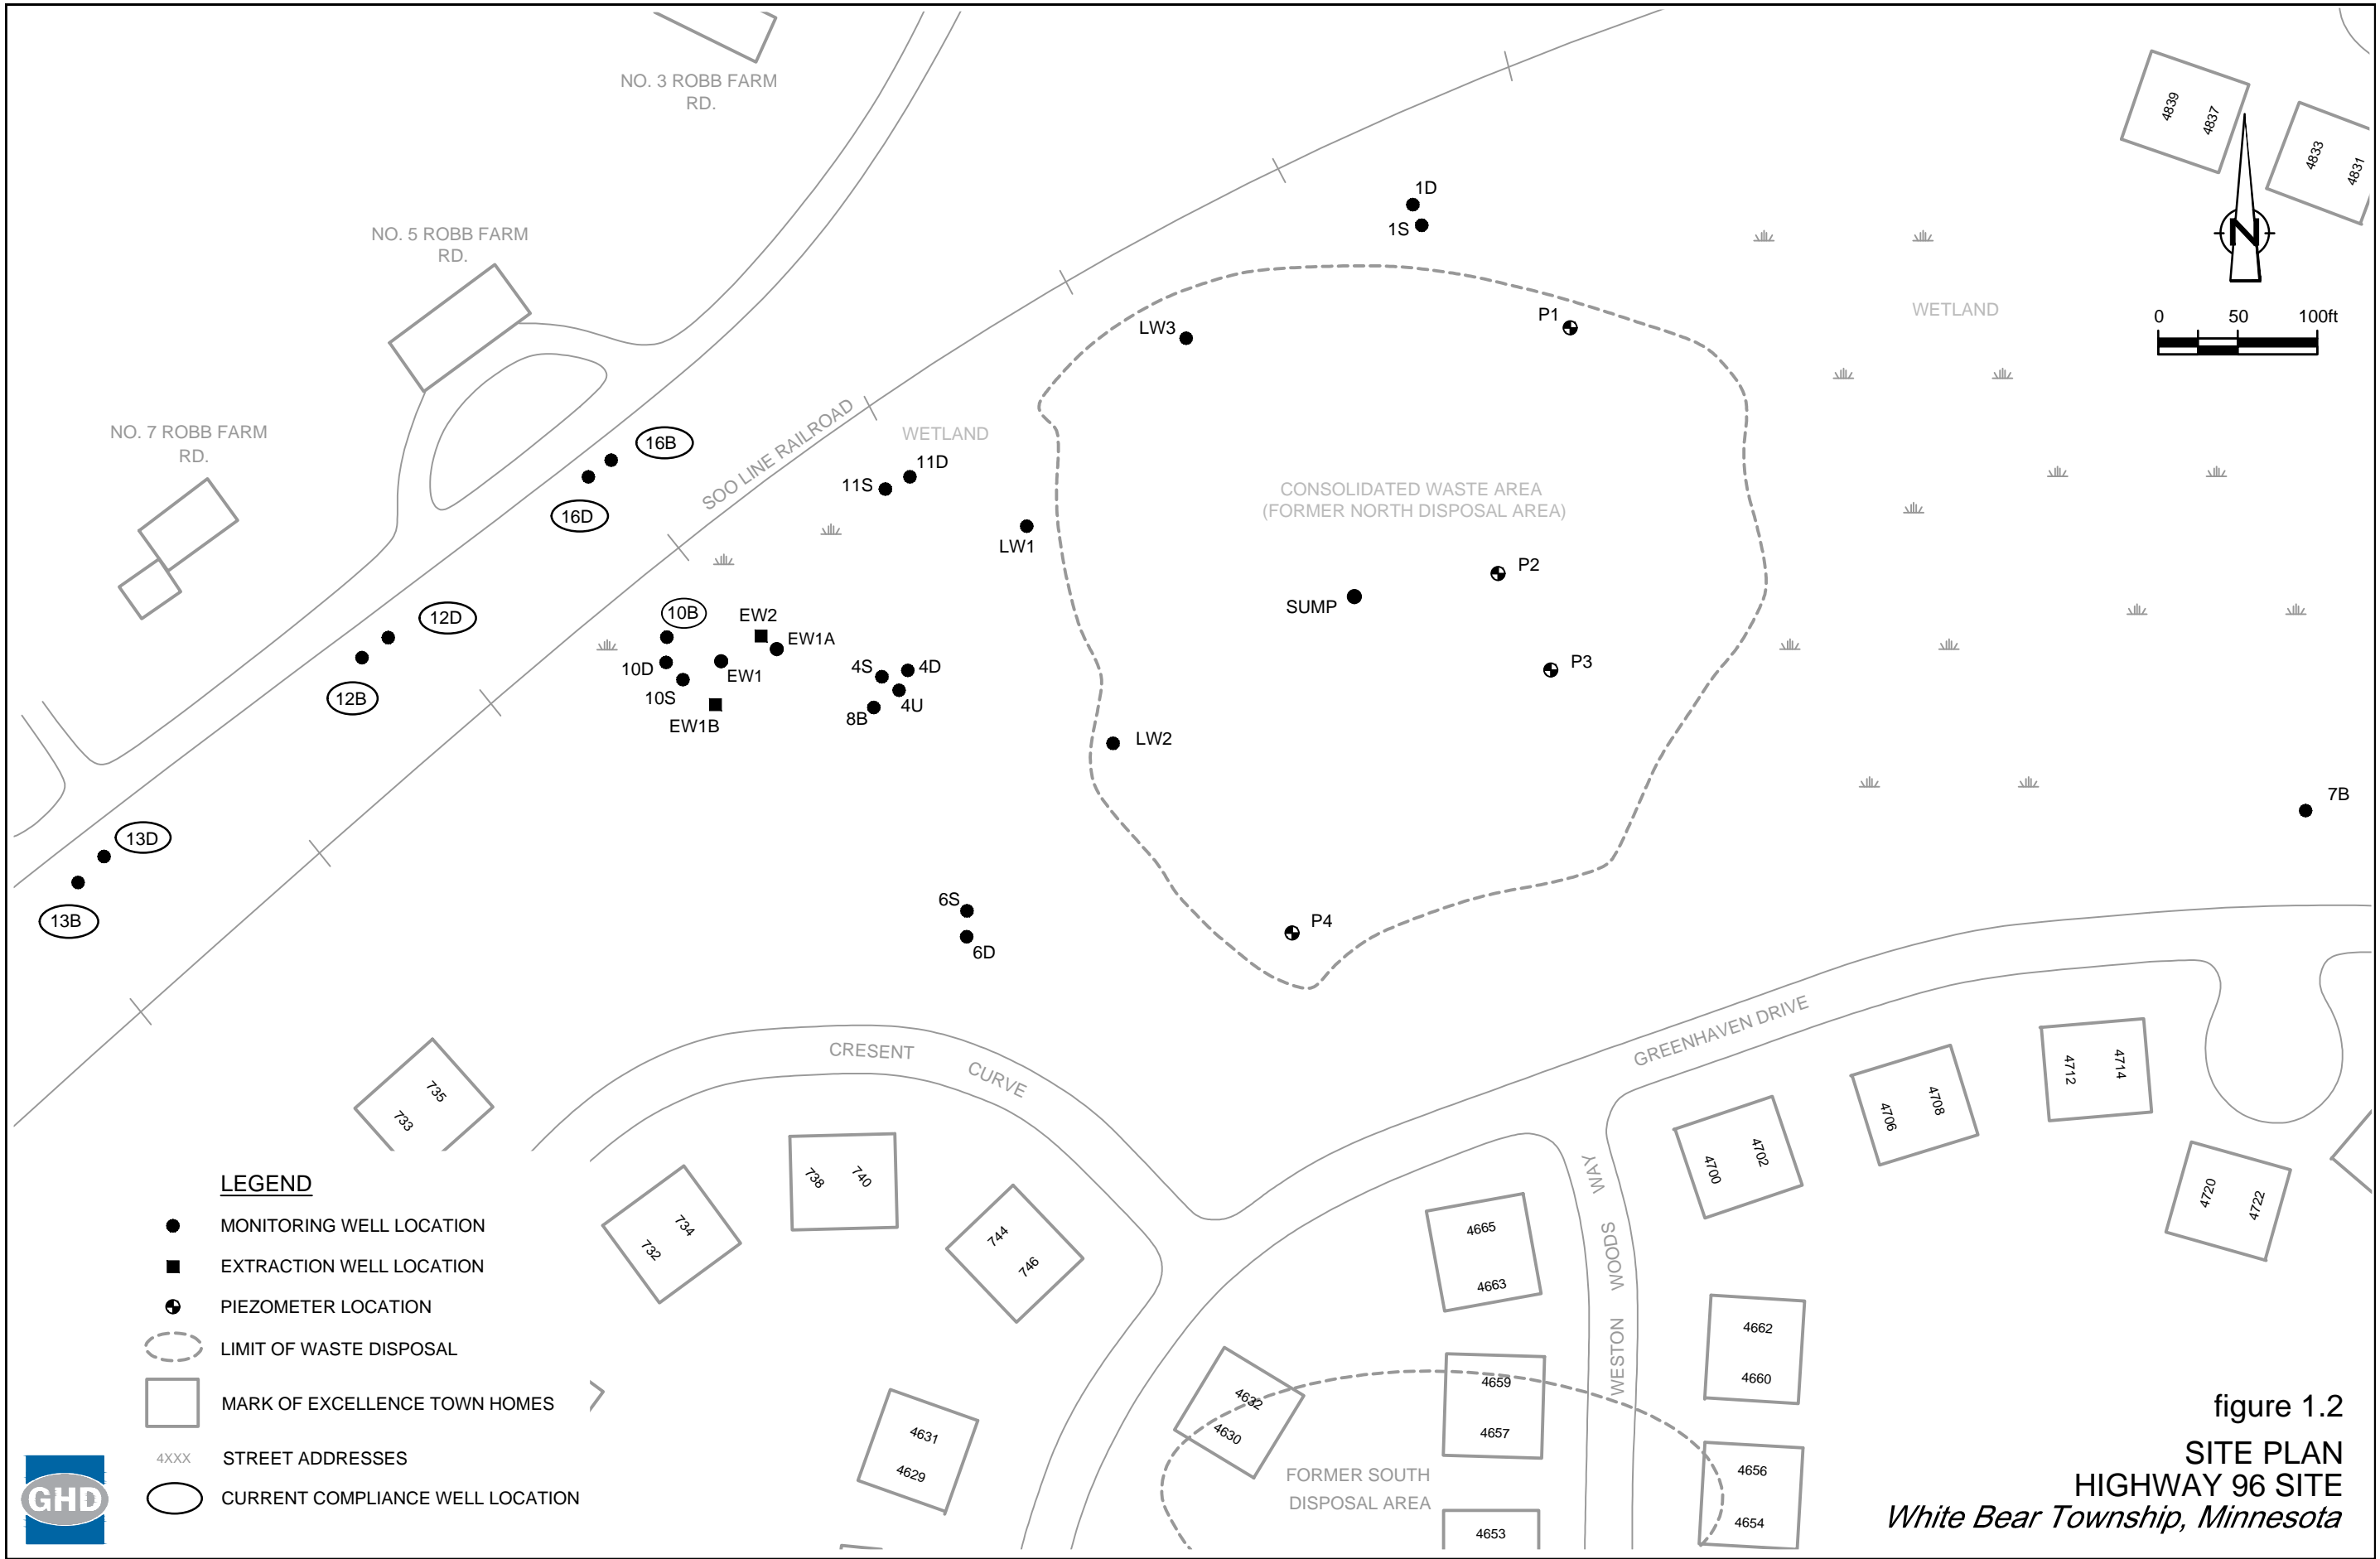 NO. 3 ROBB FARM
RD.
4839
4837
4833
4831
N
1D
1S
NO. 5 ROBB FARM
RD.
WETLAND
0 50 100ft
LW3
P1
NO. 7 ROBB FARM
RD.
16B
16D
SOO LINE RAILROAD
WETLAND
11S
11D
LW1
CONSOLIDATED WASTE AREA
(FORMER NORTH DISPOSAL AREA)
P2
SUMP
P3
12D
12B
10B
EW2
EW1A
10D
EW1
10S
EW1B
4S
4D
4U
8B
LW2
7B
13D
13B
6S
6D
P4
CRESENT CURVE
GREENHAVEN DRIVE
WESTON WOODS WAY
735
733
738
740
734
732
744
746
4631
4629
4632
4630
4665
4663
4659
4657
4653
4700
4702
4706
4708
4712
4714
4720
4722
4662
4660
4656
4654
FORMER SOUTH
DISPOSAL AREA
LEGEND
MONITORING WELL LOCATION
EXTRACTION WELL LOCATION
PIEZOMETER LOCATION
LIMIT OF WASTE DISPOSAL
MARK OF EXCELLENCE TOWN HOMES
4XXX STREET ADDRESSES
CURRENT COMPLIANCE WELL LOCATION
GHD
figure 1.2
SITE PLAN
HIGHWAY 96 SITE
White Bear Township, Minnesota